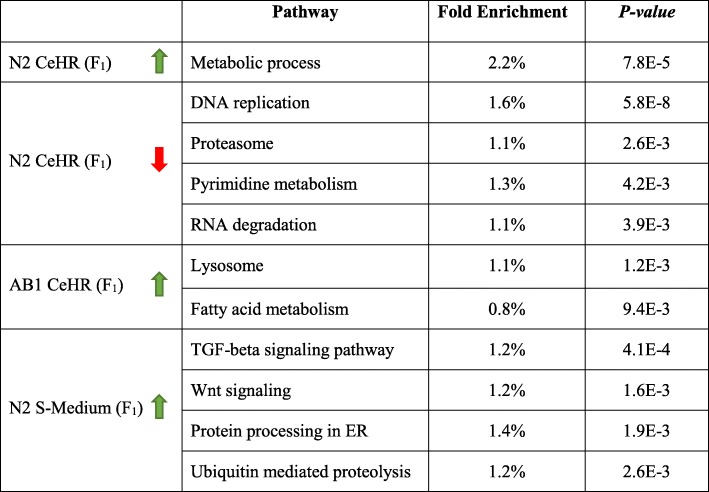 Pathway Fold Enrichment P-value
N2 CeHR (F₁) Metabolic process 2.2% 7.8E-5
N2 CeHR (F₁) DNA replication 1.6% 5.8E-8
Proteasome 1.1% 2.6E-3
Pyrimidine metabolism 1.3% 4.2E-3
RNA degradation 1.1% 3.9E-3
AB1 CeHR (F₁) Lysosome 1.1% 1.2E-3
Fatty acid metabolism 0.8% 9.4E-3
N2 S-Medium (F₁) TGF-beta signaling pathway 1.2% 4.1E-4
Wnt signaling 1.2% 1.6E-3
Protein processing in ER 1.4% 1.9E-3
Ubiquitin mediated proteolysis 1.2% 2.6E-3